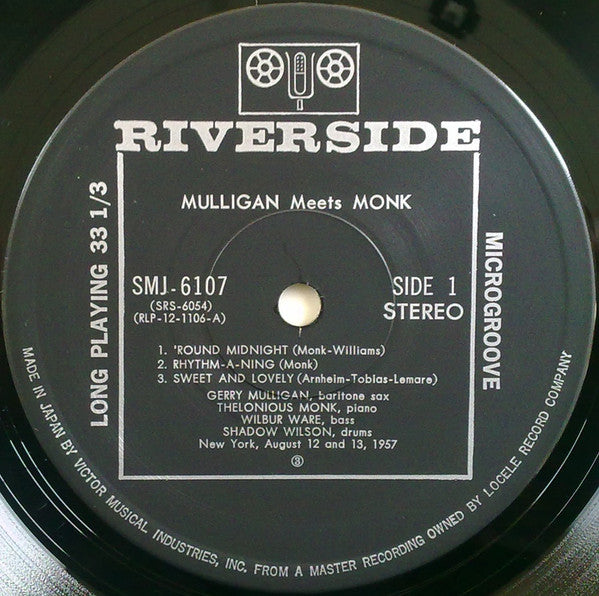 RIVERSIDE
MULLIGAN Meets MONK
LONG PLAYING 33 1/3
MICROGROOVE
SMJ-6107
(SRS-6054)
(RLP-12-1106-A)
SIDE 1
STEREO
1. 'ROUND MIDNIGHT (Monk-Williams)
2. RHYTHM-A-NING (Monk)
3. SWEET AND LOVELY (Arnheim-Tobias-Lemare)
GERRY MULLIGAN, baritone sax
THELONIOUS MONK, piano
WILBUR WARE, bass
SHADOW WILSON, drums
New York, August 12 and 13, 1957
③
MADE IN JAPAN BY VICTOR MUSICAL INDUSTRIES, INC. FROM A MASTER RECORDING OWNED BY LOCELE RECORD COMPANY